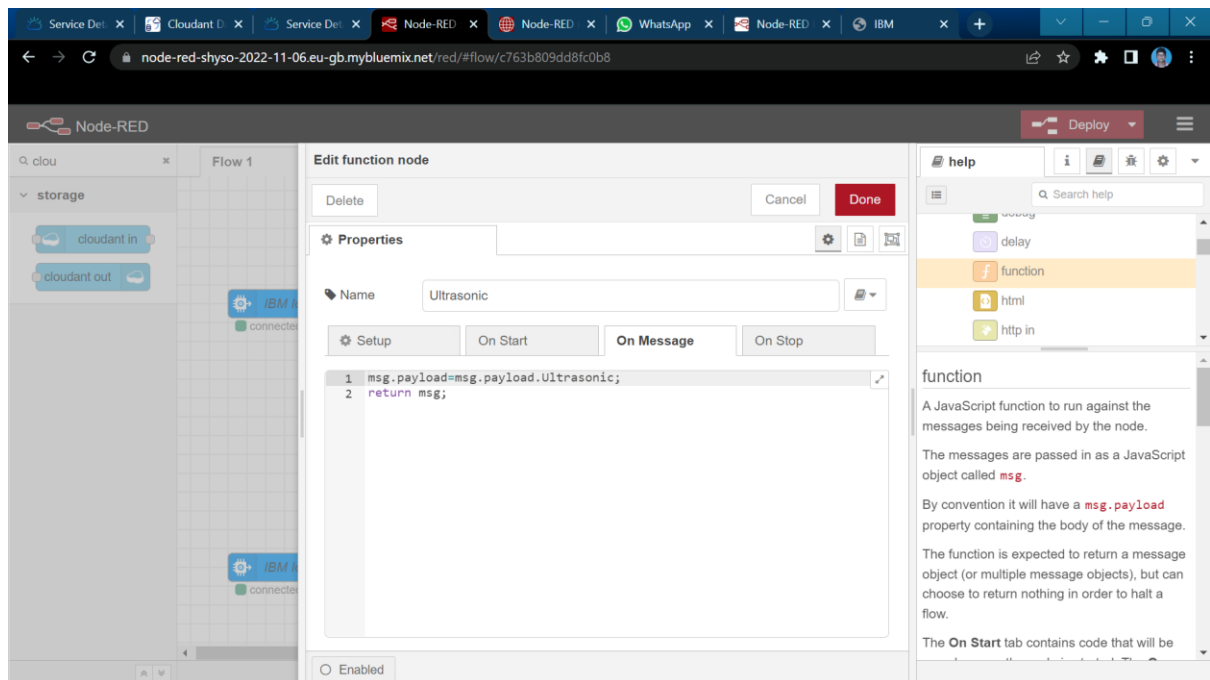 Service Det
Cloudant D
Service Det
Node-RED
Node-RED
WhatsApp
Node-RED
IBM
node-red-shyso-2022-11-06.eu-gb.mybluemix.net/red/#flow/c763b809dd8fc0b8
Node-RED
Deploy
clou
Flow 1
storage
cloudant in
cloudant out
IBM
connected
IBM
connected
Edit function node
Delete
Cancel
Done
Properties
Name
Ultrasonic
Setup
On Start
On Message
On Stop
1 msg.payload=msg.payload.Ultrasonic;
2 return msg;
Enabled
help
Search help
debug
delay
function
html
http in
function
A JavaScript function to run against the
messages being received by the node.
The messages are passed in as a JavaScript
object called msg.
By convention it will have a msg.payload
property containing the body of the message.
The function is expected to return a message
object (or multiple message objects), but can
choose to return nothing in order to halt a
flow.
The On Start tab contains code that will be